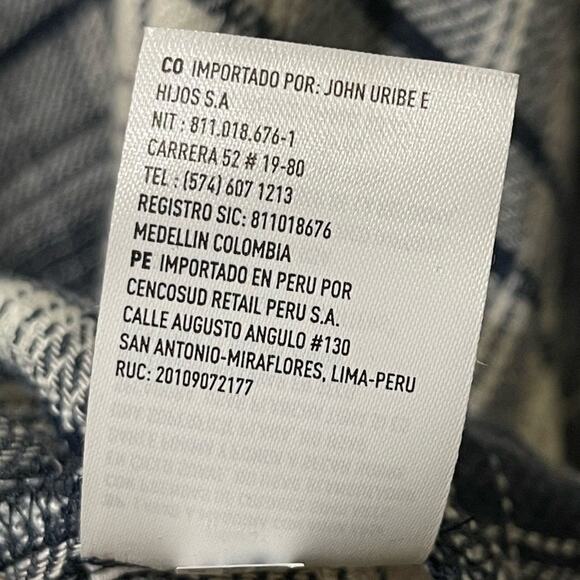 CO IMPORTADO POR: JOHN URIBE E
HIJOS S.A
NIT : 811.018.676-1
CARRERA 52 # 19-80
TEL : (574) 607 1213
REGISTRO SIC: 811018676
MEDELLIN COLOMBIA
PE IMPORTADO EN PERU POR
CENCOSUD RETAIL PERU S.A.
CALLE AUGUSTO ANGULO #130
SAN ANTONIO-MIRAFLORES, LIMA-PERU
RUC: 20109072177